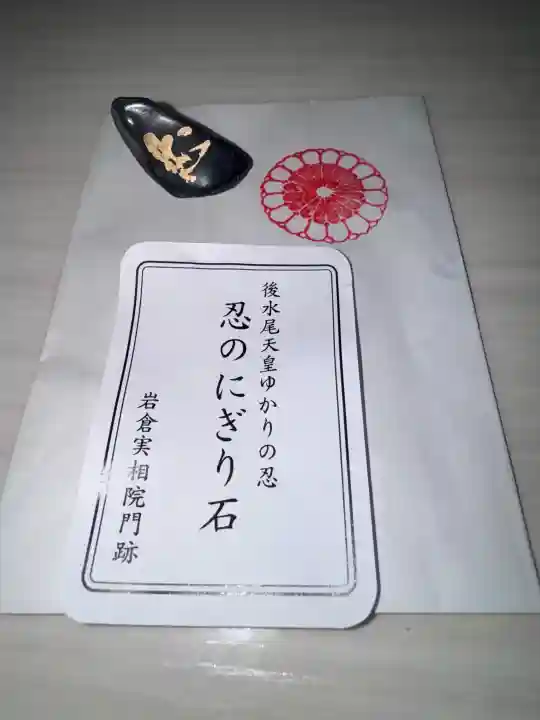 後水尾天皇ゆかりの忍
忍のにぎり石
岩倉実相院門跡